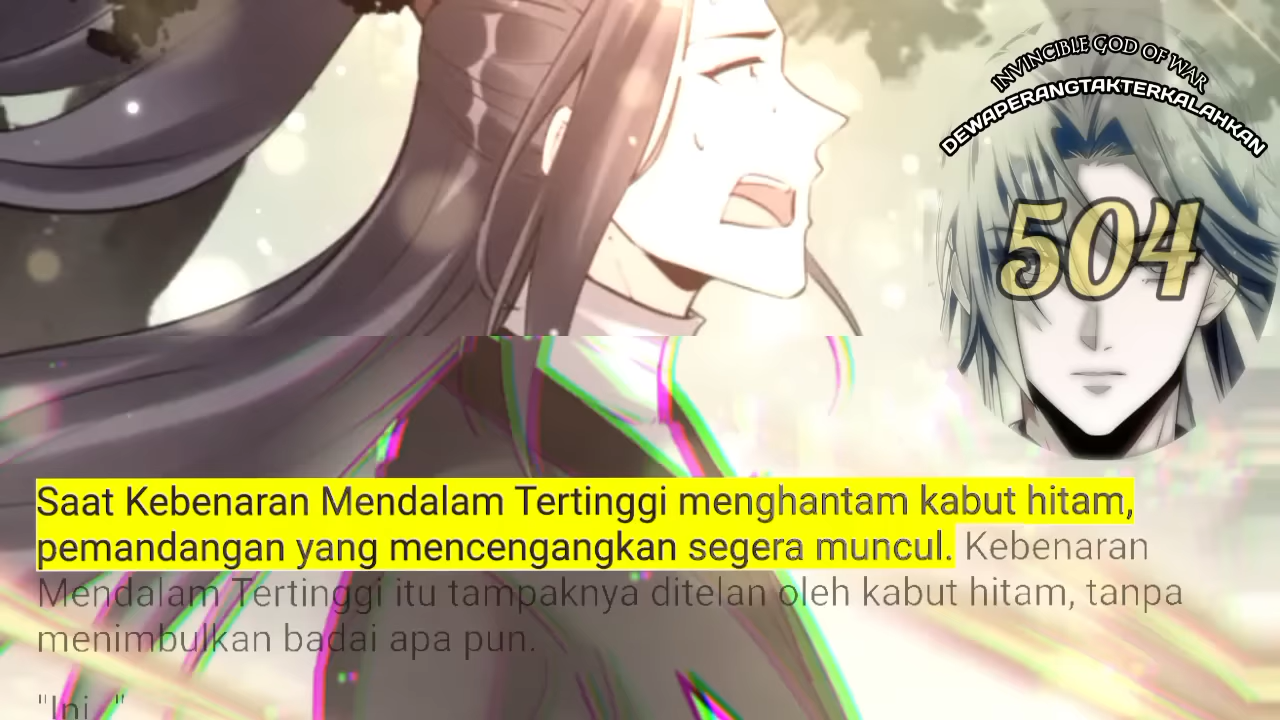 INVINCIBLE GOD OF WAR
DEWAPERANGTAKTERKALAHKAN
504
Saat Kebenaran Mendalam Tertinggi menghantam kabut hitam,
pemandangan yang mencengangkan segera muncul. Kebenaran
Mendalam Tertinggi itu tampaknya ditelan oleh kabut hitam, tanpa
menimbulkan badai apa pun.
"Ini..."